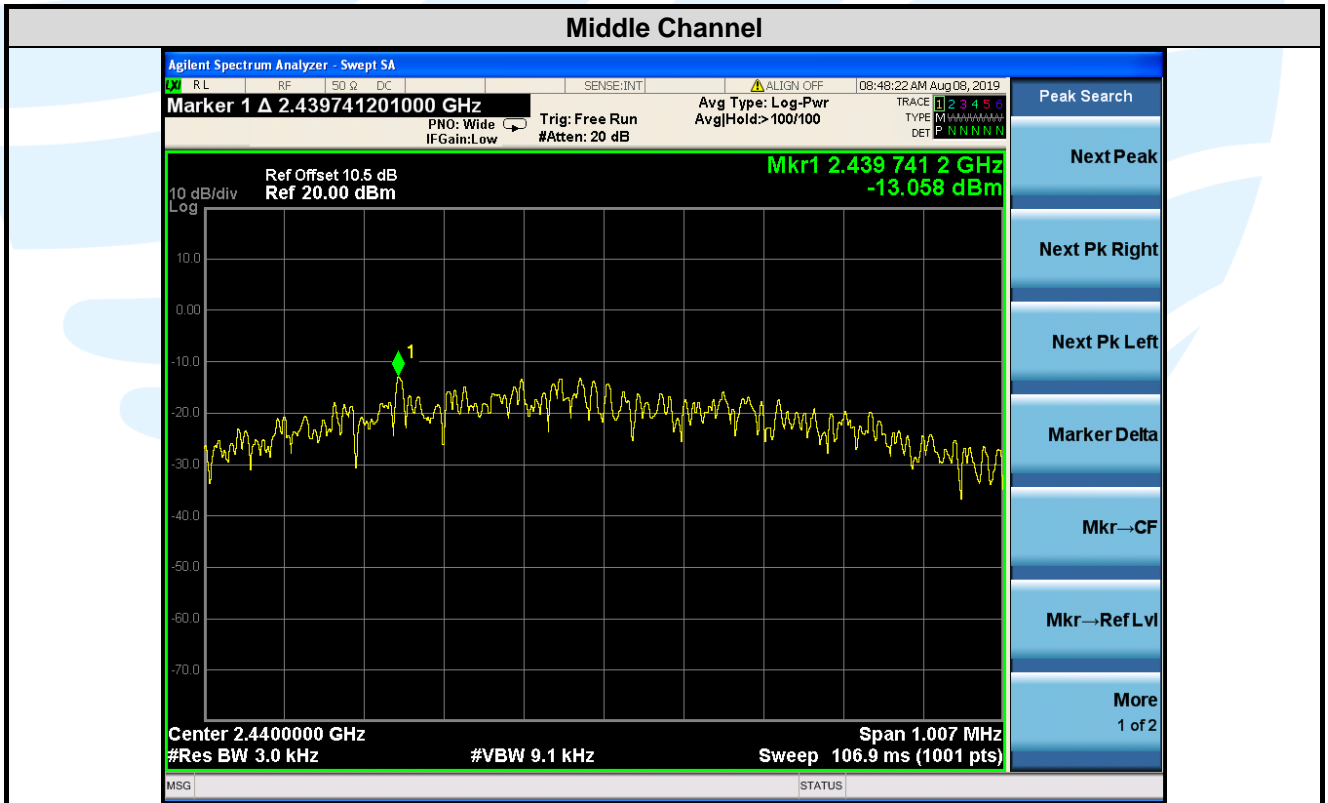 Middle Channel
Agilent Spectrum Analyzer - Swept SA
LXI RL RF 50 Ω DC SENSE:INT ALIGN OFF 08:48:22 AM Aug 08, 2019
Marker 1 Δ 2.439741201000 GHz
PNO: Wide
IFGain:Low
Trig: Free Run
#Atten: 20 dB
Avg Type: Log-Pwr
Avg|Hold:> 100/100
TRACE 1 2 3 4 5 6
TYPE M
DET P N N N N N
Peak Search
Mkr1 2.439 741 2 GHz
-13.058 dBm
Ref Offset 10.5 dB
10 dB/div Ref 20.00 dBm
Log
10.0
0.00
-10.0
-20.0
-30.0
-40.0
-50.0
-60.0
-70.0
1
Center 2.4400000 GHz Span 1.007 MHz
#Res BW 3.0 kHz #VBW 9.1 kHz Sweep 106.9 ms (1001 pts)
Next Peak
Next Pk Right
Next Pk Left
Marker Delta
Mkr→CF
Mkr→Ref Lvl
More
1 of 2
MSG STATUS